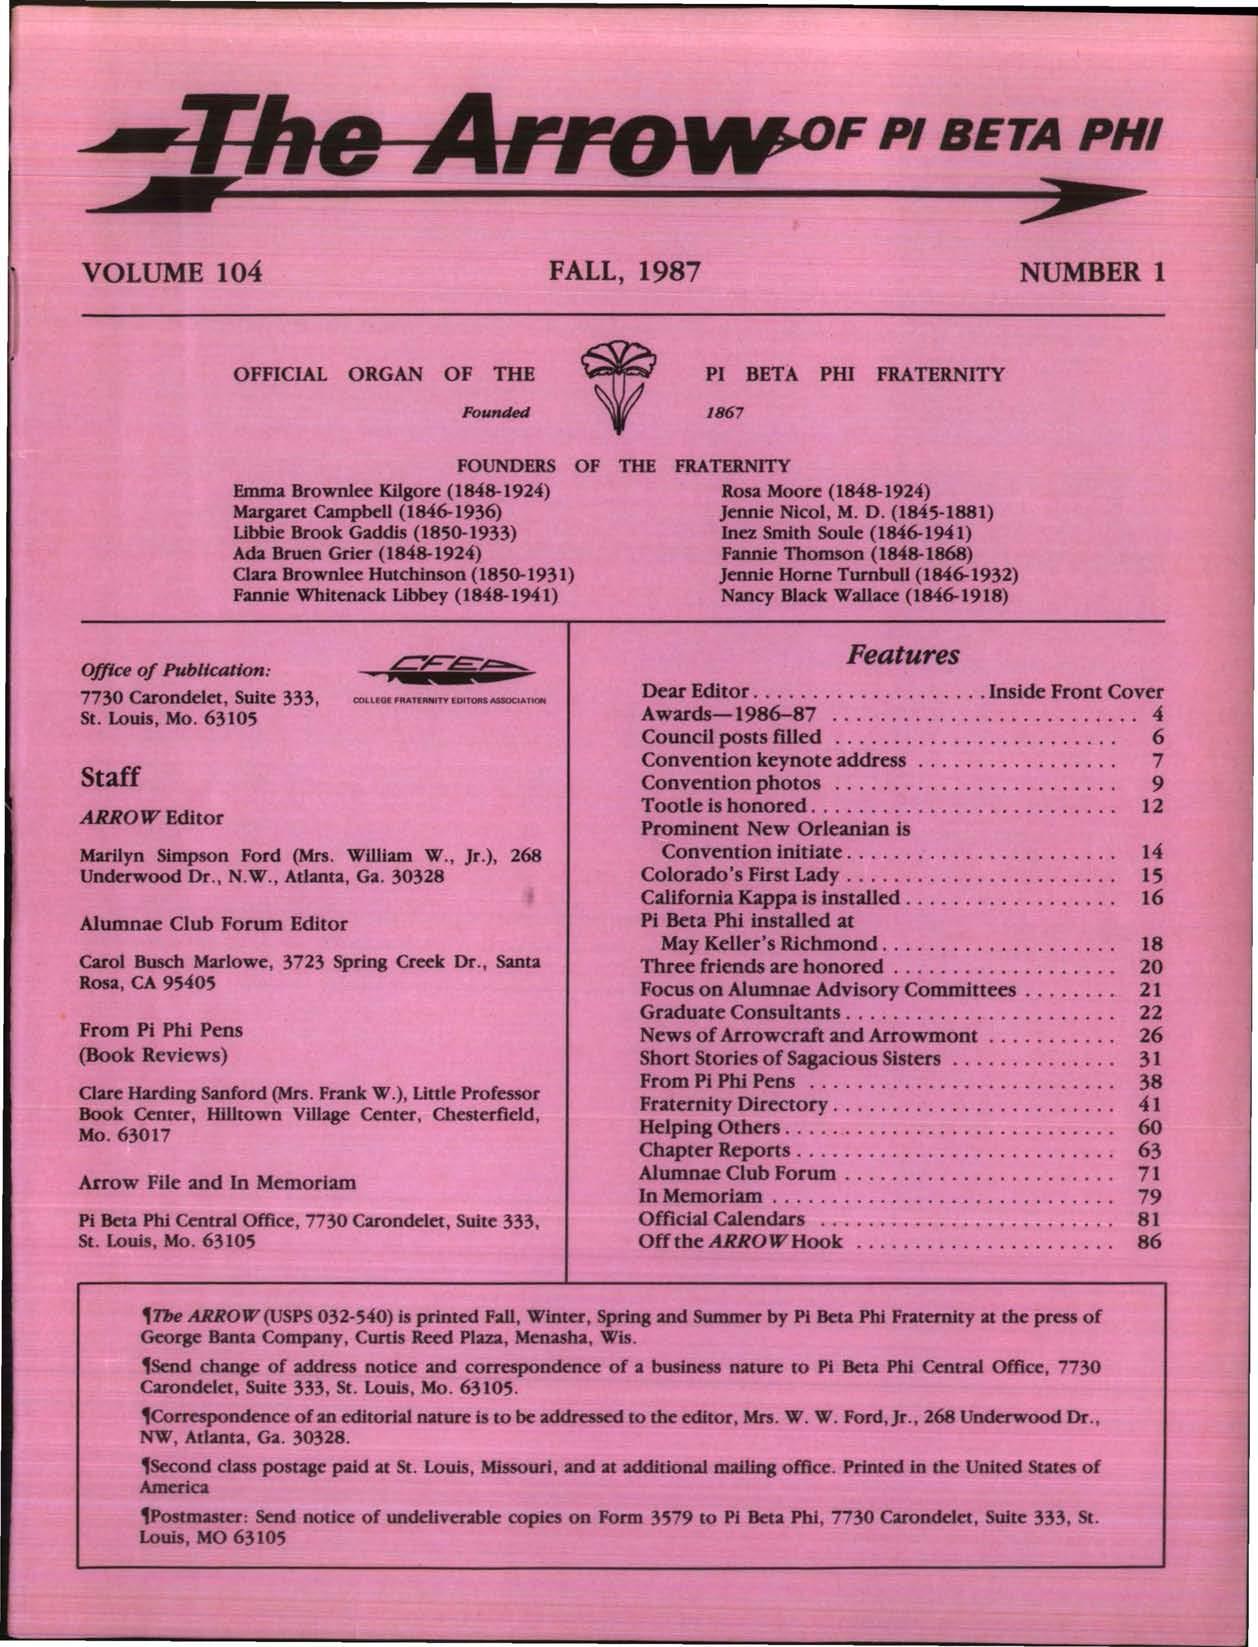 The Arrow OF PI BETA PHI
VOLUME 104 FALL, 1987 NUMBER 1
OFFICIAL ORGAN OF THE PI BETA PHI FRATERNITY
Founded 1867
FOUNDERS OF THE FRATERNITY
Emma Brownlee Kilgore (1848-1924)
Margaret Campbell (1846-1936)
Libbie Brook Gaddis (1850-1933)
Ada Bruen Grier (1848-1924)
Clara Brownlee Hutchinson (1850-1931)
Fannie Whitenack Libbey (1848-1941)
Rosa Moore (1848-1924)
Jennie Nicol, M. D. (1845-1881)
Inez Smith Soule (1846-1941)
Fannie Thomson (1848-1868)
Jennie Horne Turnbull (1846-1932)
Nancy Black Wallace (1846-1918)
Office of Publication:
7730 Carondelet, Suite 333,
St. Louis, Mo. 63105
CFEA
COLLEGE FRATERNITY EDITORS ASSOCIATION
Staff
ARROW Editor
Marilyn Simpson Ford (Mrs. William W., Jr.), 268
Underwood Dr., N.W., Atlanta, Ga. 30328
Alumnae Club Forum Editor
Carol Busch Marlowe, 3723 Spring Creek Dr., Santa
Rosa, CA 95405
From Pi Phi Pens
(Book Reviews)
Clare Harding Sanford (Mrs. Frank W.), Little Professor
Book Center, Hilltown Village Center, Chesterfield,
Mo. 63017
Arrow File and In Memoriam
Pi Beta Phi Central Office, 7730 Carondelet, Suite 333,
St. Louis, Mo. 63105
Features
Dear Editor . . . . . . . . . . . . . . . . . . . . Inside Front Cover
Awards—1986–87 . . . . . . . . . . . . . . . . . . . . . . . . . . 4
Council posts filled . . . . . . . . . . . . . . . . . . . . . . . . 6
Convention keynote address . . . . . . . . . . . . . . . . . 7
Convention photos . . . . . . . . . . . . . . . . . . . . . . . . 9
Tootle is honored . . . . . . . . . . . . . . . . . . . . . . . . . . 12
Prominent New Orleanian is
Convention initiate . . . . . . . . . . . . . . . . . . . . . . . 14
Colorado's First Lady . . . . . . . . . . . . . . . . . . . . . . . 15
California Kappa is installed . . . . . . . . . . . . . . . . . . 16
Pi Beta Phi installed at
May Keller's Richmond . . . . . . . . . . . . . . . . . . . . 18
Three friends are honored . . . . . . . . . . . . . . . . . . . 20
Focus on Alumnae Advisory Committees . . . . . . . . 21
Graduate Consultants . . . . . . . . . . . . . . . . . . . . . . . 22
News of Arrowcraft and Arrowmont . . . . . . . . . . . 26
Short Stories of Sagacious Sisters . . . . . . . . . . . . . . 31
From Pi Phi Pens . . . . . . . . . . . . . . . . . . . . . . . . . . 38
Fraternity Directory . . . . . . . . . . . . . . . . . . . . . . . . 41
Helping Others . . . . . . . . . . . . . . . . . . . . . . . . . . . . 60
Chapter Reports . . . . . . . . . . . . . . . . . . . . . . . . . . . 63
Alumnae Club Forum . . . . . . . . . . . . . . . . . . . . . . . 71
In Memoriam . . . . . . . . . . . . . . . . . . . . . . . . . . . . . 79
Official Calendars . . . . . . . . . . . . . . . . . . . . . . . . . 81
Off the ARROW Hook . . . . . . . . . . . . . . . . . . . . . . 86
¶The ARROW (USPS 032-540) is printed Fall, Winter, Spring and Summer by Pi Beta Phi Fraternity at the press of
George Banta Company, Curtis Reed Plaza, Menasha, Wis.
¶Send change of address notice and correspondence of a business nature to Pi Beta Phi Central Office, 7730
Carondelet, Suite 333, St. Louis, Mo. 63105.
¶Correspondence of an editorial nature is to be addressed to the editor, Mrs. W. W. Ford, Jr., 268 Underwood Dr.,
NW, Atlanta, Ga. 30328.
¶Second class postage paid at St. Louis, Missouri, and at additional mailing office. Printed in the United States of
America
¶Postmaster: Send notice of undeliverable copies on Form 3579 to Pi Beta Phi, 7730 Carondelet, Suite 333, St.
Louis, MO 63105